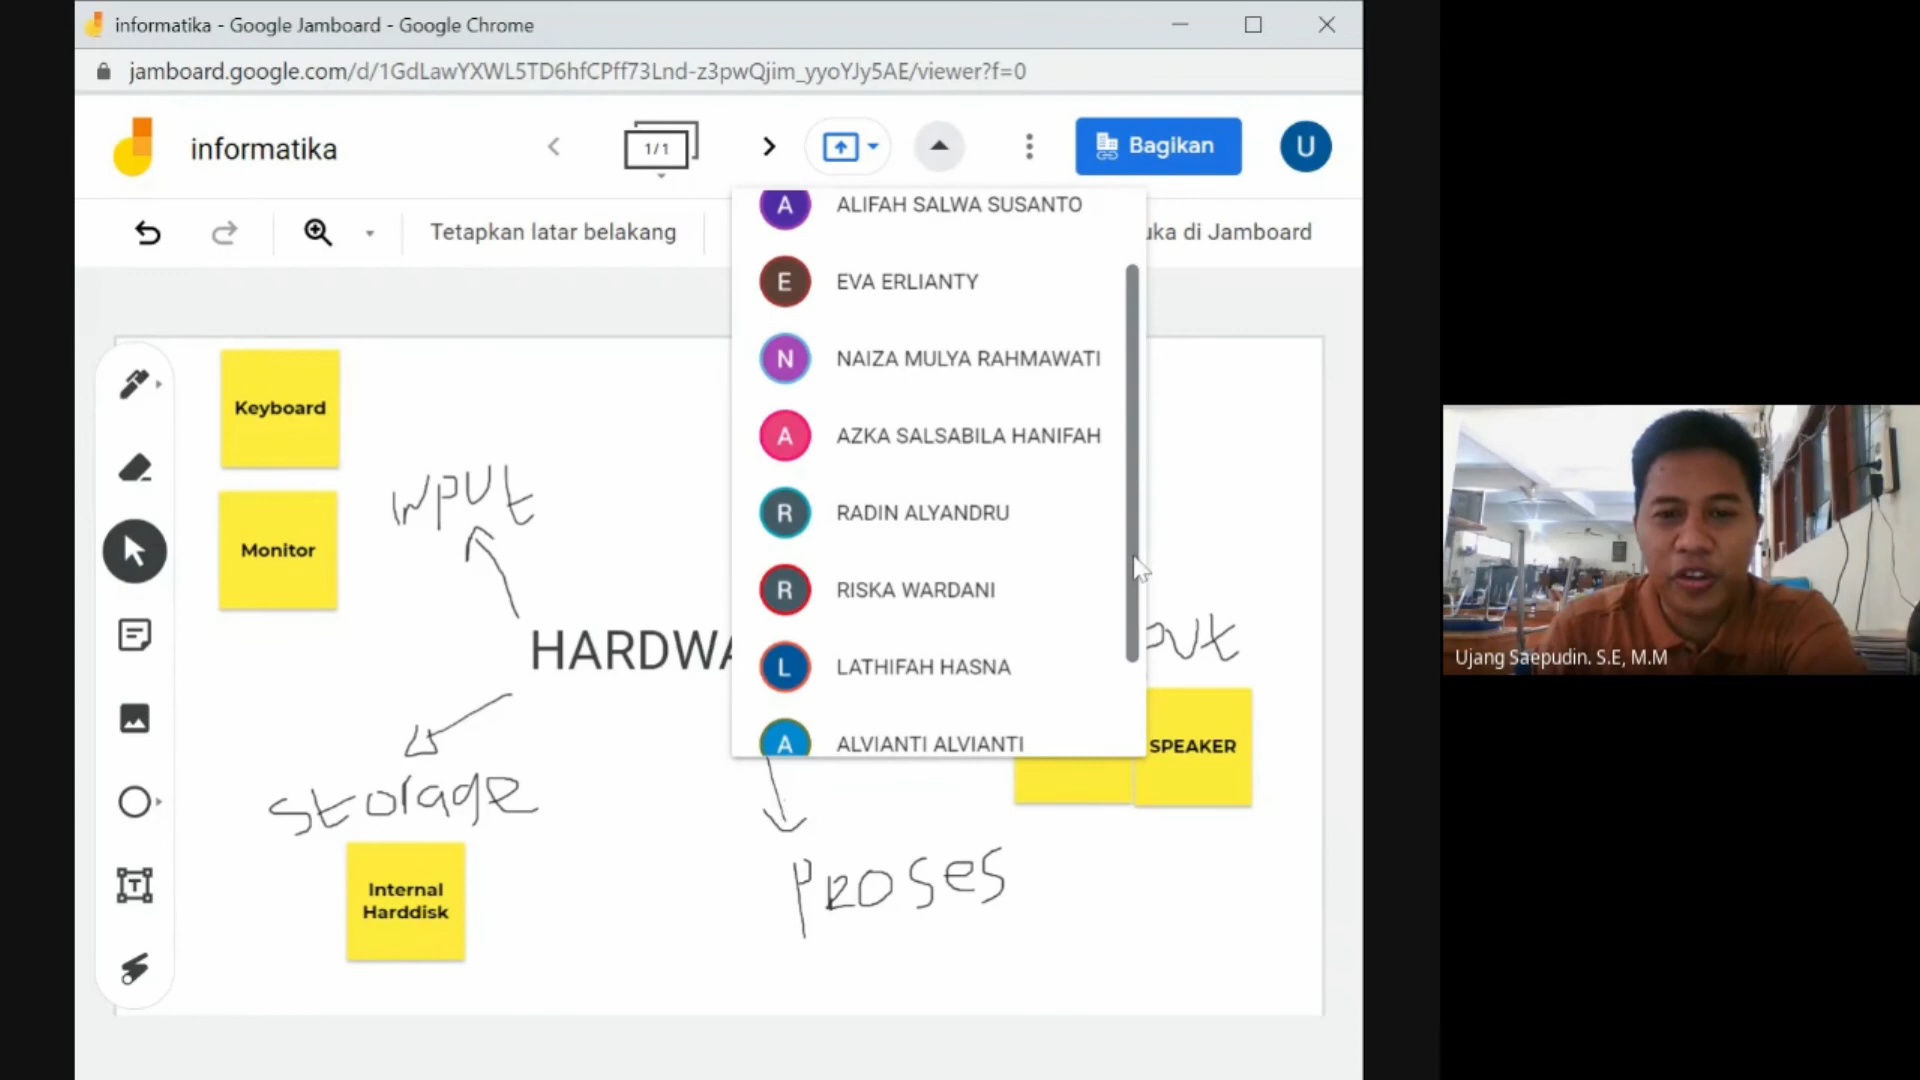 informatika - Google Jamboard - Google Chrome
jamboard.google.com/d/1GdLawYXWL5TD6hfCPff73Lnd-z3pwQjim_yyoYJy5AE/viewer?f=0
informatika
1/1
Bagikan
U
Tetapkan latar belakang
uka di Jamboard
A ALIFAH SALWA SUSANTO
E EVA ERLIANTY
N NAIZA MULYA RAHMAWATI
A AZKA SALSABILA HANIFAH
R RADIN ALYANDRU
R RISKA WARDANI
L LATHIFAH HASNA
A ALVIANTI ALVIANTI
Keyboard
Monitor
INPUt
HARDWA
PUt
SPEAKER
Storage
Internal
Harddisk
PROSes
Ujang Saepudin. S.E, M.M